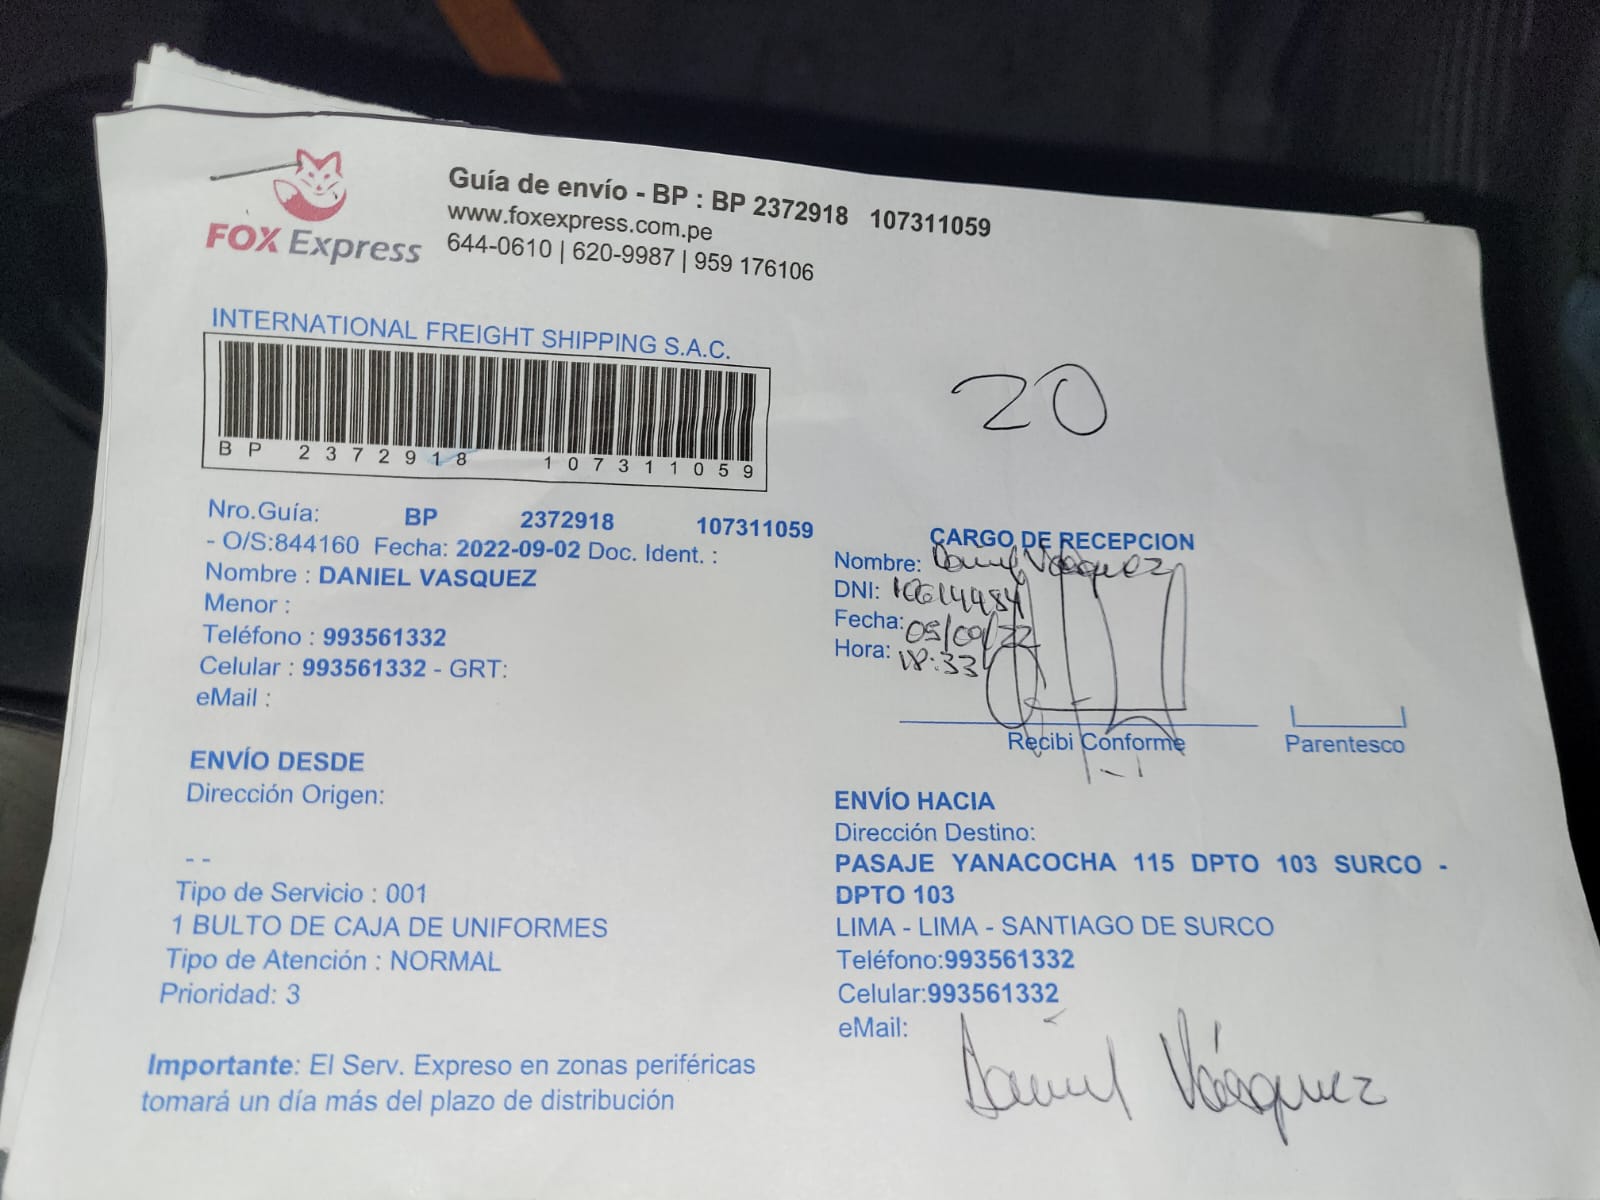 FOX Express
Guía de envío - BP : BP 2372918 107311059
www.foxexpress.com.pe
644-0610 | 620-9987 | 959 176106
INTERNATIONAL FREIGHT SHIPPING S.A.C.
BP 2372918 107311059
20
Nro.Guía: BP 2372918 107311059
- O/S:844160 Fecha: 2022-09-02 Doc. Ident. :
Nombre : DANIEL VASQUEZ
Menor :
Teléfono : 993561332
Celular : 993561332 - GRT:
eMail :
CARGO DE RECEPCION
Nombre: Daniel Vásquez
DNI: 10614484
Fecha: 05/09/22
Hora: 18:33
Recibi Conforme
Parentesco
ENVÍO DESDE
Dirección Origen:
- -
Tipo de Servicio : 001
1 BULTO DE CAJA DE UNIFORMES
Tipo de Atención : NORMAL
Prioridad: 3
Importante: El Serv. Expreso en zonas periféricas
tomará un día más del plazo de distribución
ENVÍO HACIA
Dirección Destino:
PASAJE YANACOCHA 115 DPTO 103 SURCO -
DPTO 103
LIMA - LIMA - SANTIAGO DE SURCO
Teléfono:993561332
Celular:993561332
eMail:
Daniel Vásquez